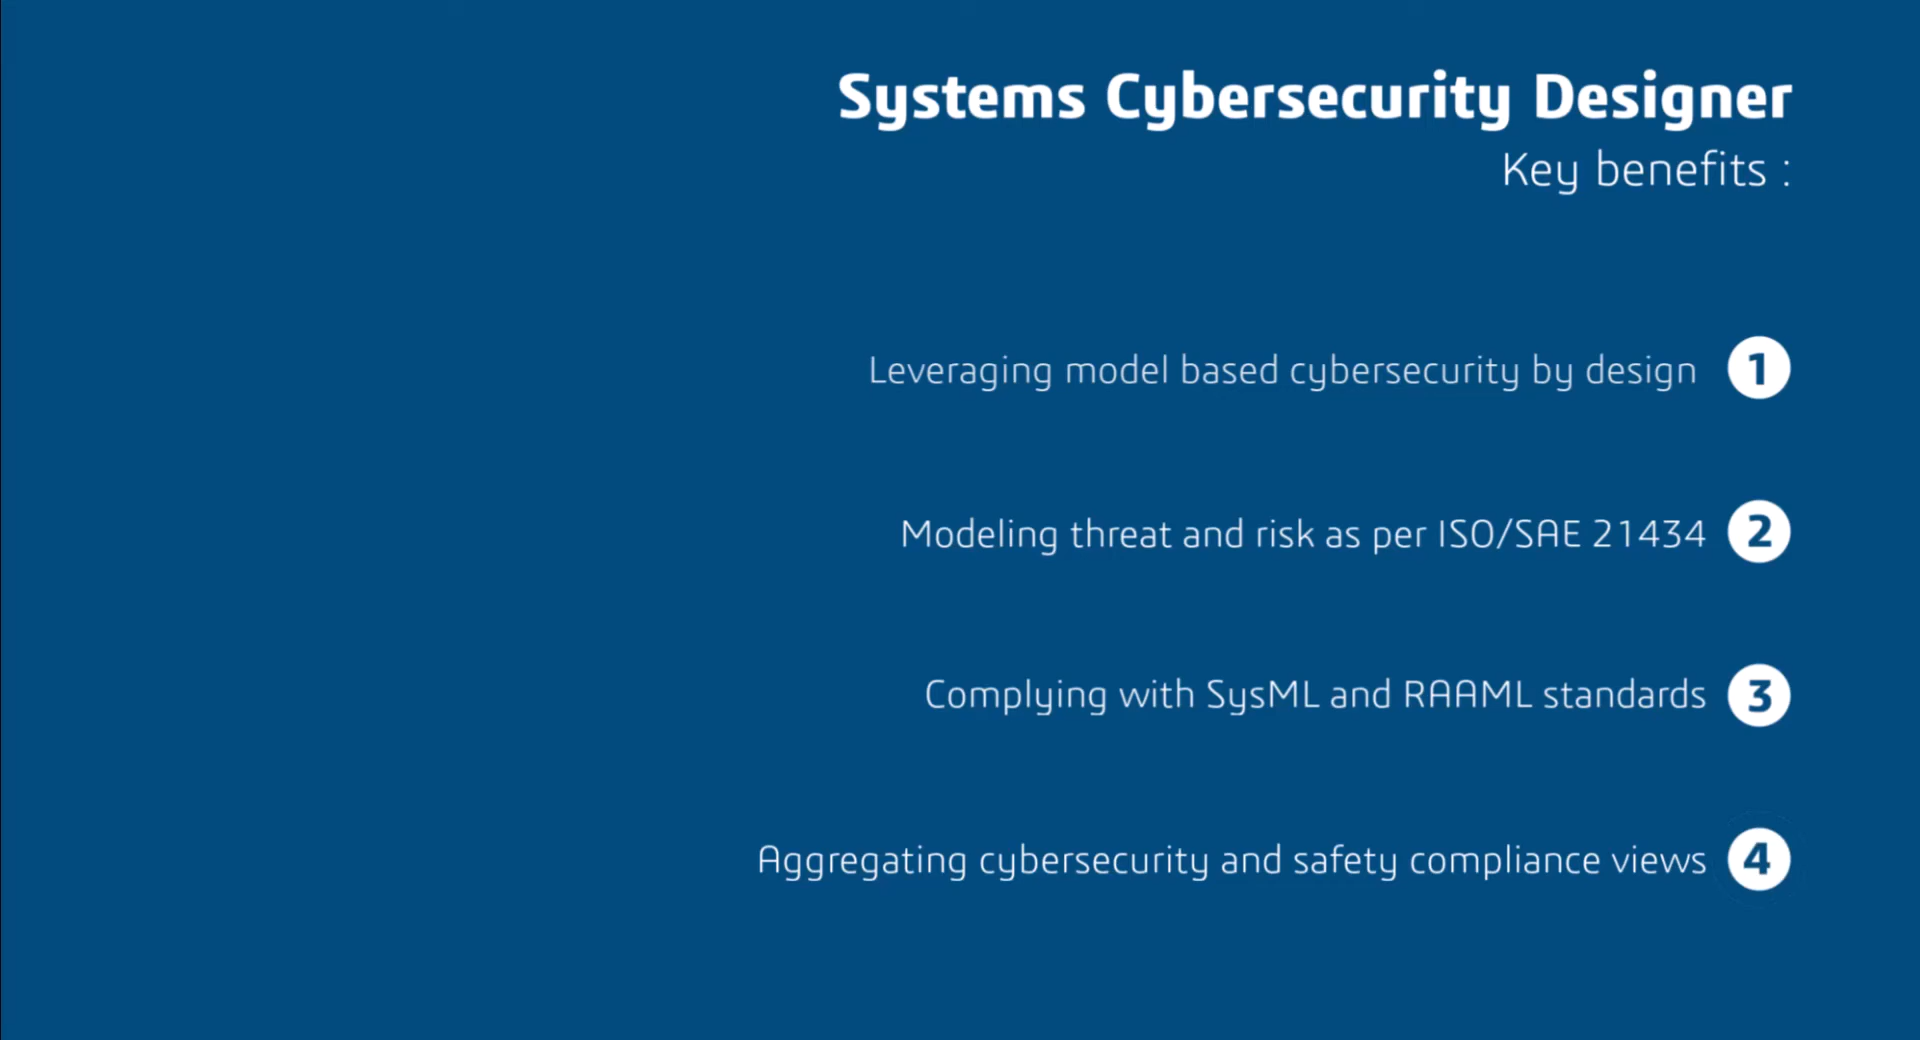 Systems Cybersecurity Designer
Key benefits :
Leveraging model based cybersecurity by design 1
Modeling threat and risk as per ISO/SAE 21434 2
Complying with SysML and RAAML standards 3
Aggregating cybersecurity and safety compliance views 4